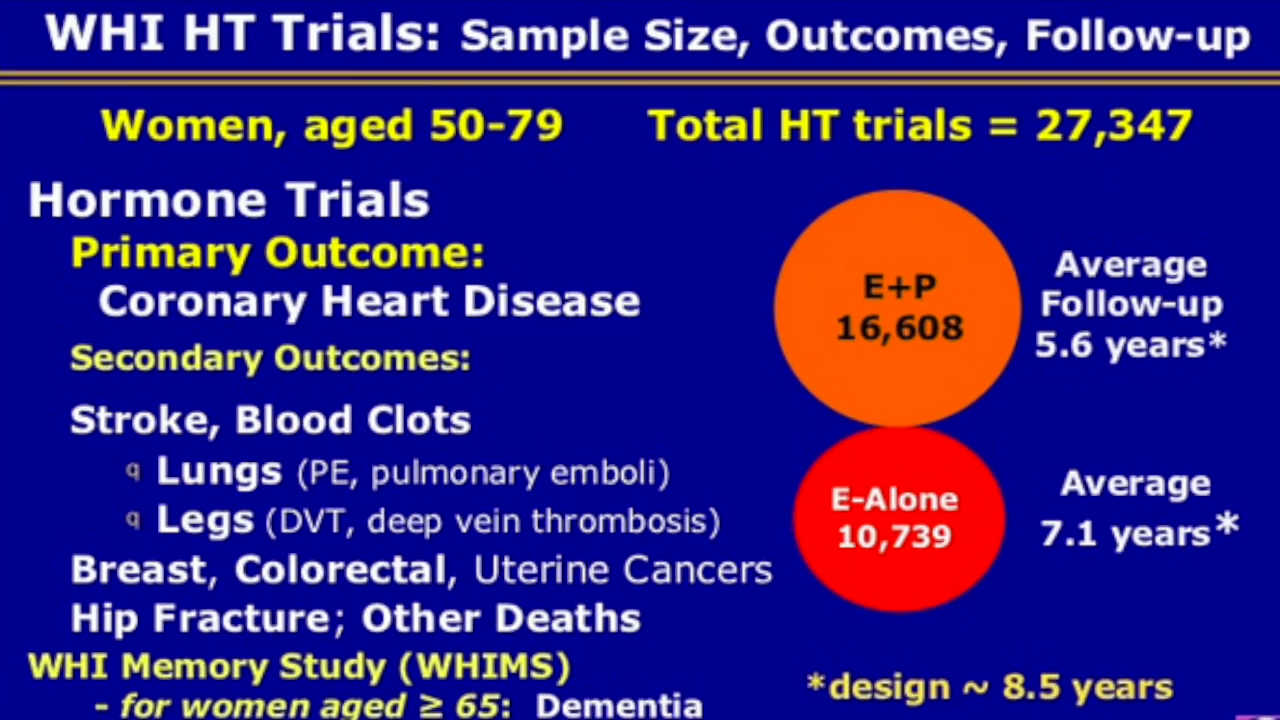 WHI HT Trials: Sample Size, Outcomes, Follow-up
Women, aged 50-79 Total HT trials = 27,347
Hormone Trials
Primary Outcome:
Coronary Heart Disease
Secondary Outcomes:
Stroke, Blood Clots
q Lungs (PE, pulmonary emboli)
q Legs (DVT, deep vein thrombosis)
Breast, Colorectal, Uterine Cancers
Hip Fracture; Other Deaths
WHI Memory Study (WHIMS)
- for women aged ≥ 65: Dementia
E+P
16,608
Average
Follow-up
5.6 years*
E-Alone
10,739
Average
7.1 years*
*design ~ 8.5 years